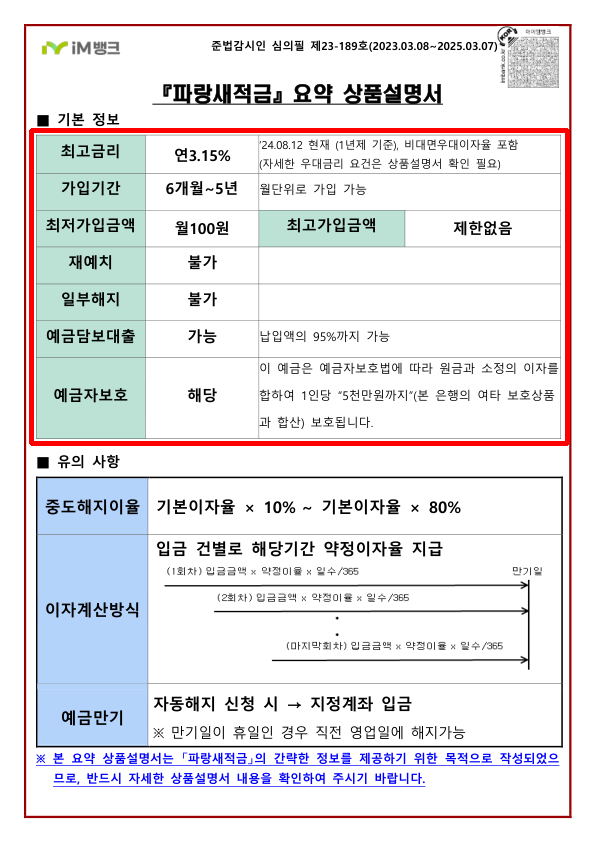 iM뱅크
준법감시인 심의필 제23-189호(2023.03.08~2025.03.07)
아이엠뱅크
imbank.co.kr
『파랑새적금』 요약 상품설명서
■ 기본 정보
최고금리 연3.15% ‘24.08.12 현재 (1년제 기준), 비대면우대이자율 포함
(자세한 우대금리 요건은 상품설명서 확인 필요)
가입기간 6개월~5년 월단위로 가입 가능
최저가입금액 월100원 최고가입금액 제한없음
재예치 불가
일부해지 불가
예금담보대출 가능 납입액의 95%까지 가능
예금자보호 해당 이 예금은 예금자보호법에 따라 원금과 소정의 이자를
합하여 1인당 “5천만원까지”(본 은행의 여타 보호상품
과 합산) 보호됩니다.
■ 유의 사항
중도해지이율 기본이자율 × 10% ~ 기본이자율 × 80%
이자계산방식 입금 건별로 해당기간 약정이자율 지급
(1회차) 입금금액 × 약정이율 × 일수/365 만기일
(2회차) 입금금액 × 약정이율 × 일수/365
(마지막회차) 입금금액 × 약정이율 × 일수/365
예금만기 자동해지 신청 시 → 지정계좌 입금
※ 만기일이 휴일인 경우 직전 영업일에 해지가능
※ 본 요약 상품설명서는 「파랑새적금」의 간략한 정보를 제공하기 위한 목적으로 작성되었으
므로, 반드시 자세한 상품설명서 내용을 확인하여 주시기 바랍니다.